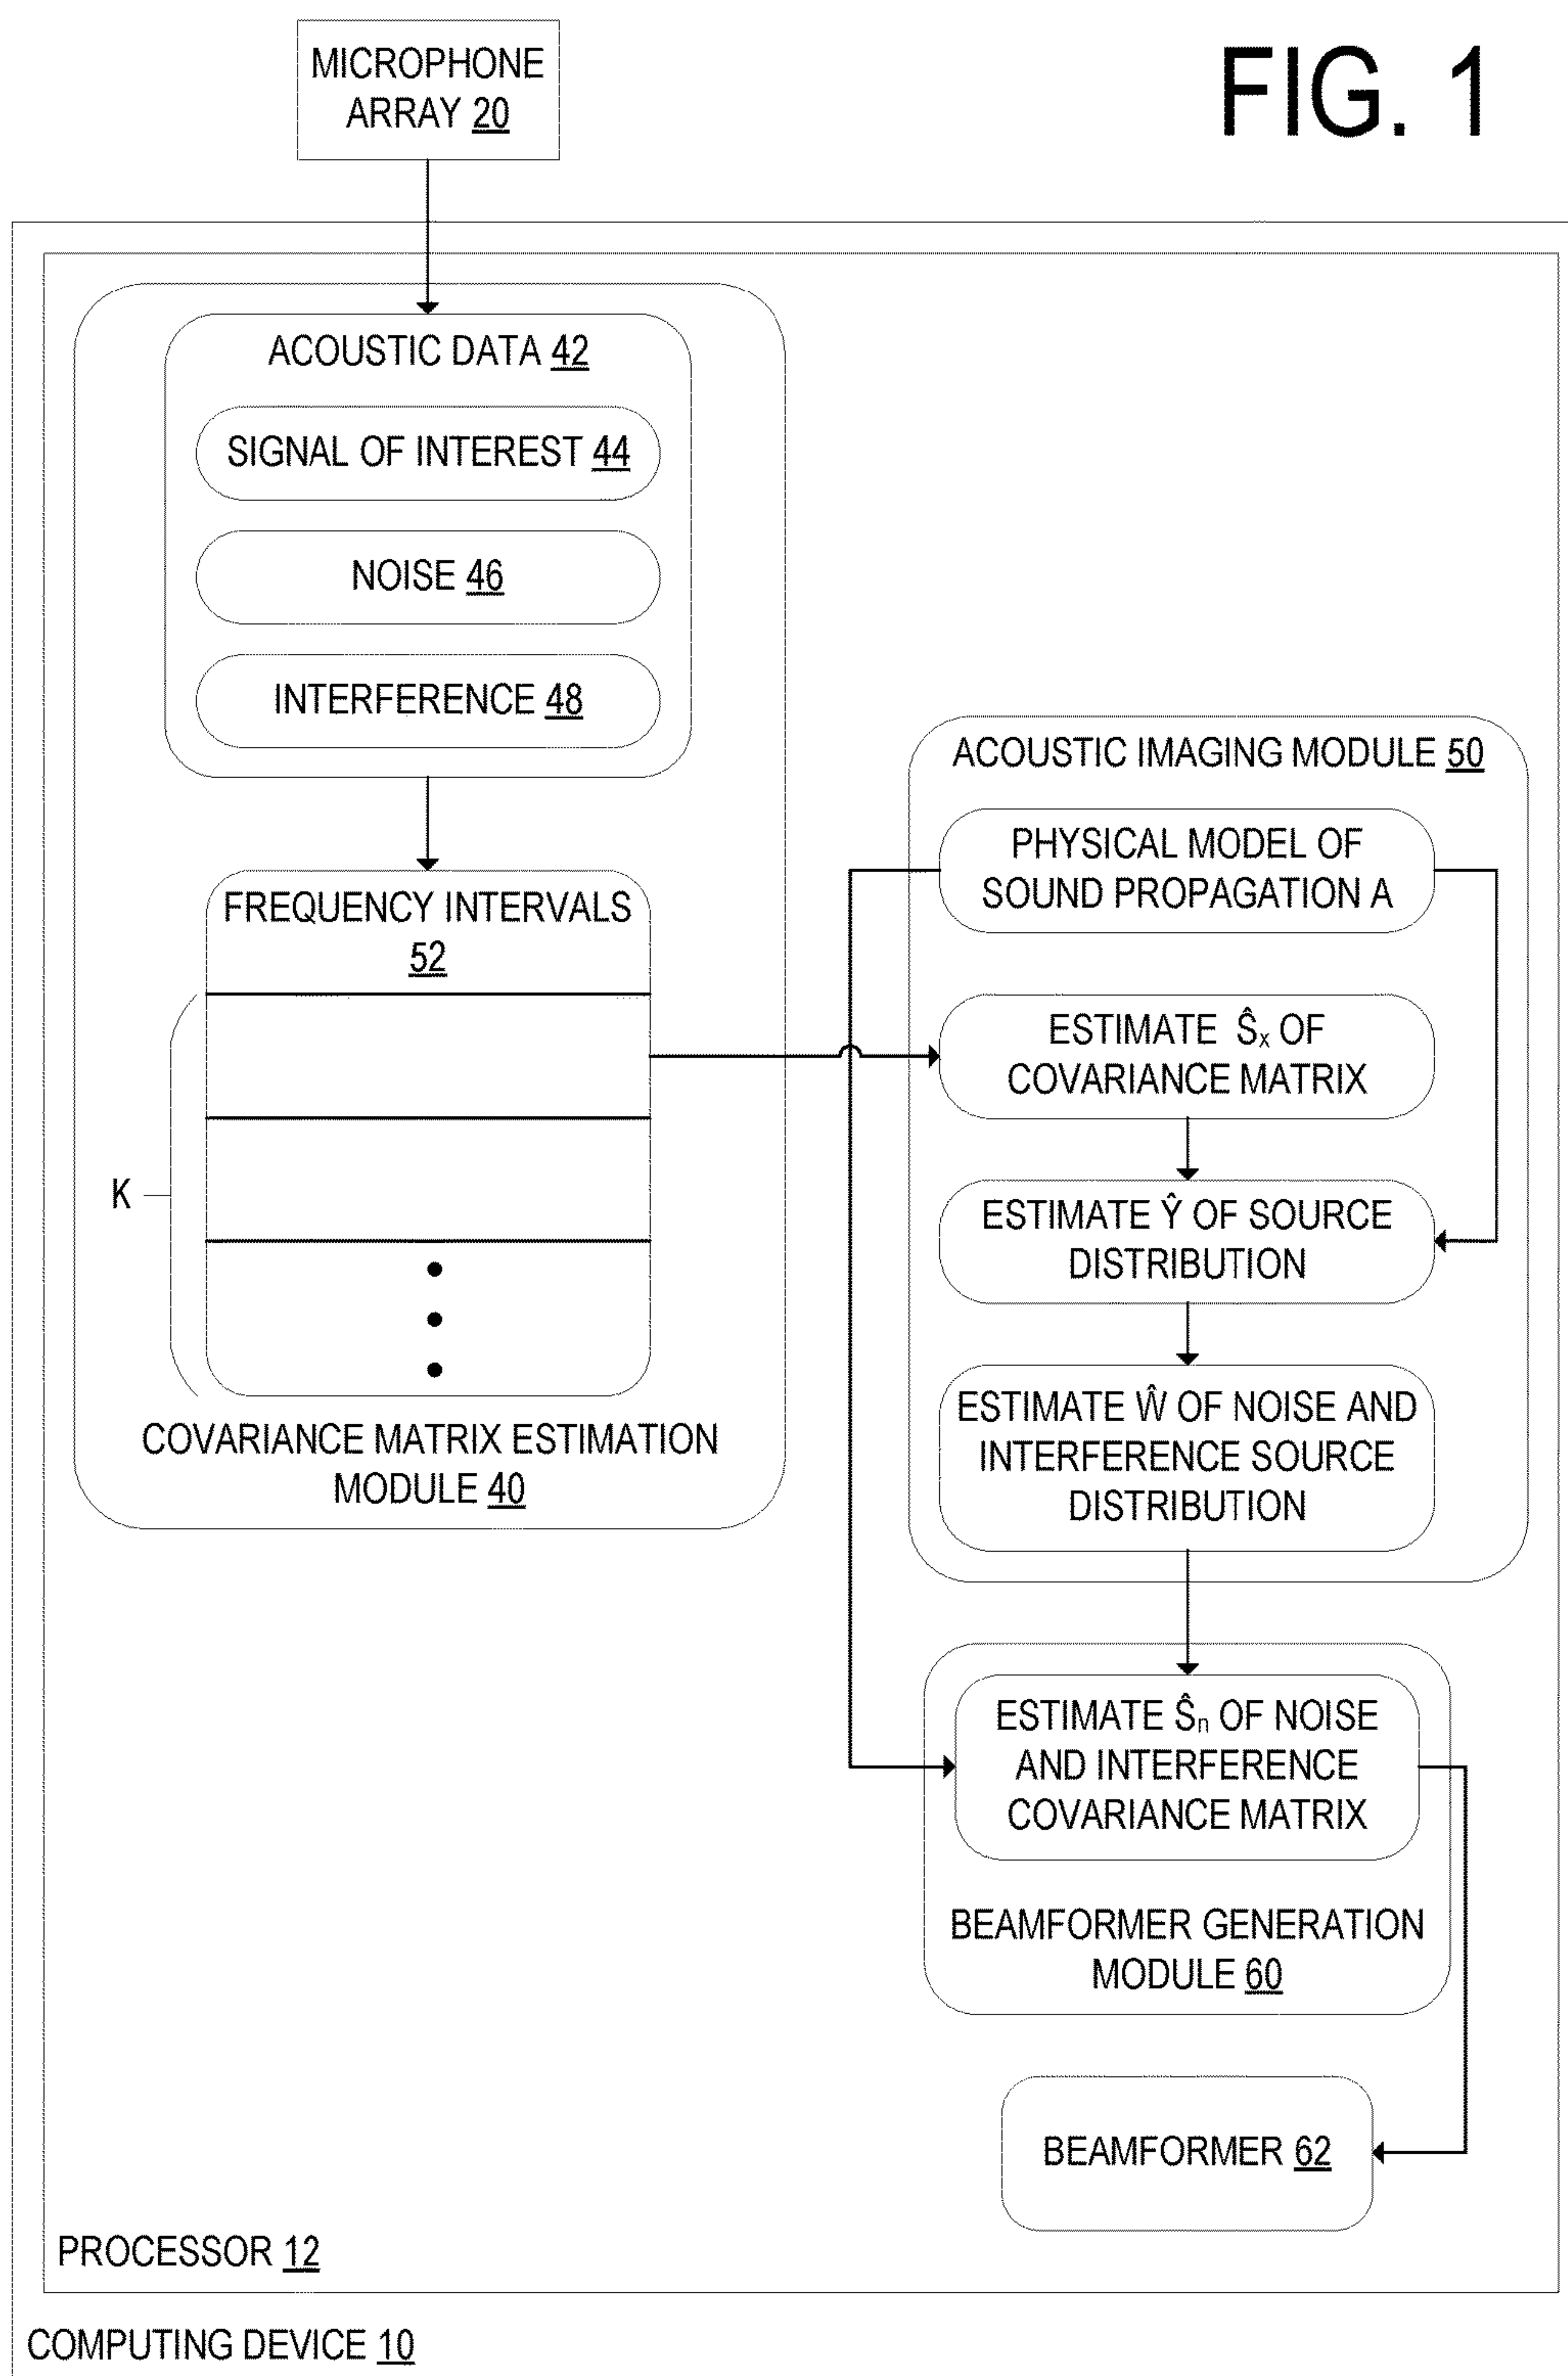 FIG. 1
MICROPHONE
ARRAY 20
ACOUSTIC DATA 42
SIGNAL OF INTEREST 44
NOISE 46
INTERFERENCE 48
FREQUENCY INTERVALS
52
K
COVARIANCE MATRIX ESTIMATION
MODULE 40
ACOUSTIC IMAGING MODULE 50
PHYSICAL MODEL OF
SOUND PROPAGATION A
ESTIMATE Ŝₓ OF
COVARIANCE MATRIX
ESTIMATE Ŷ OF SOURCE
DISTRIBUTION
ESTIMATE Ŵ OF NOISE AND
INTERFERENCE SOURCE
DISTRIBUTION
ESTIMATE Ŝₙ OF NOISE
AND INTERFERENCE
COVARIANCE MATRIX
BEAMFORMER GENERATION
MODULE 60
BEAMFORMER 62
PROCESSOR 12
COMPUTING DEVICE 10